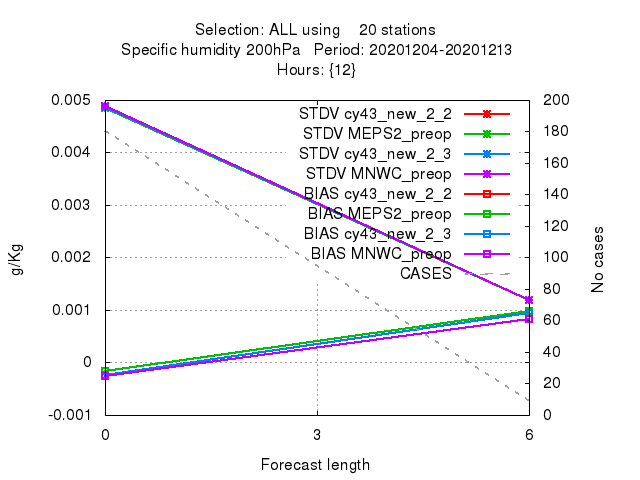 Selection: ALL using 20 stations
Specific humidity 200hPa Period: 20201204-20201213
Hours: {12}
0.005
0.004
0.003
0.002
0.001
0
-0.001
g/Kg
STDV cy43_new_2_2
STDV MEPS2_preop
STDV cy43_new_2_3
STDV MNWC_preop
BIAS cy43_new_2_2
BIAS MEPS2_preop
BIAS cy43_new_2_3
BIAS MNWC_preop
CASES
200
180
160
140
120
100
80
60
40
20
0
No cases
0 3 6
Forecast length